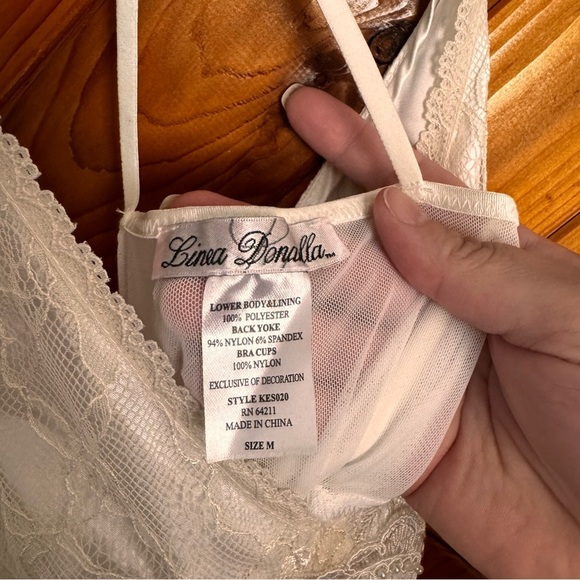 Linea Donatella™
LOWER BODY&LINING
100% POLYESTER
BACK YOKE
94% NYLON 6% SPANDEX
BRA CUPS
100% NYLON
EXCLUSIVE OF DECORATION
STYLE KES020
RN 64211
MADE IN CHINA
SIZE M